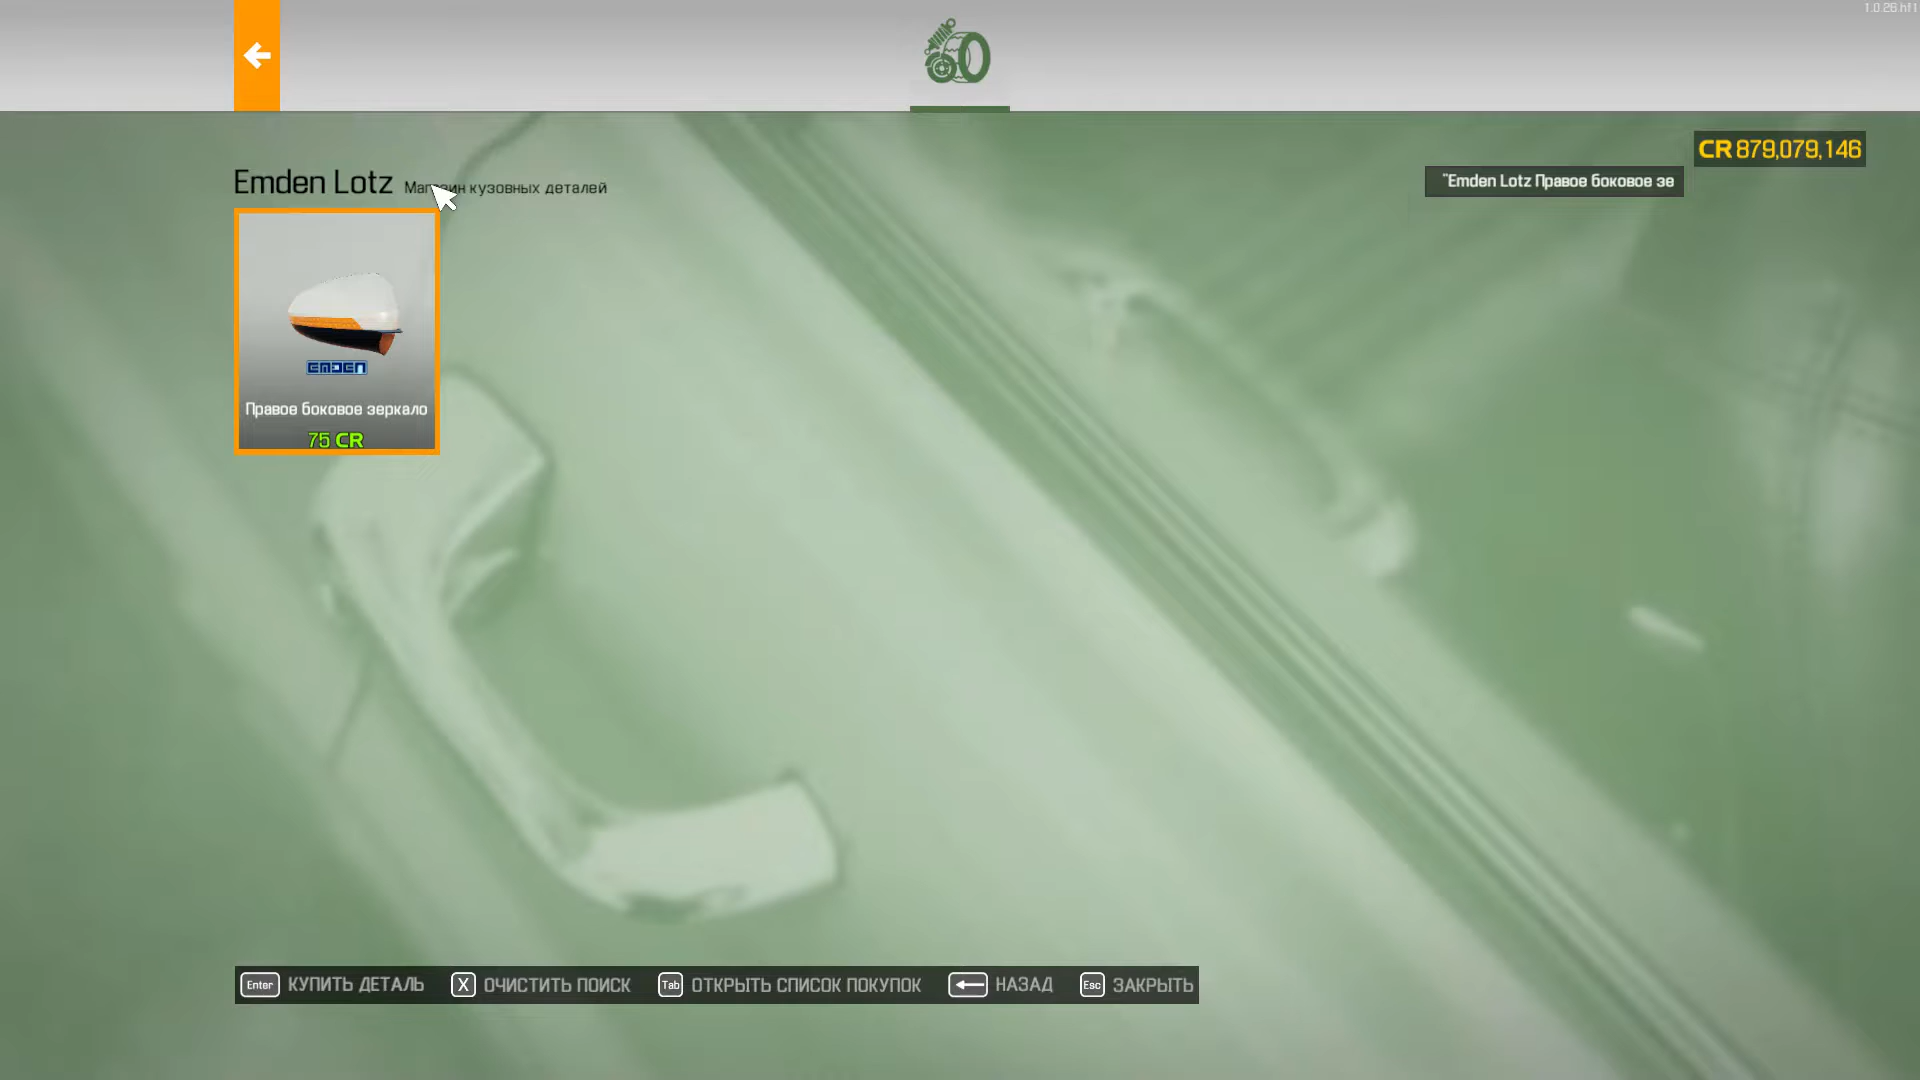 1.0.26.hf1
CR 879,079,146
Emden Lotz Магазин кузовных деталей
"Emden Lotz Правое боковое зе
EMDEN
Правое боковое зеркало
75 CR
Enter КУПИТЬ ДЕТАЛЬ X ОЧИСТИТЬ ПОИСК Tab ОТКРЫТЬ СПИСОК ПОКУПОК НАЗАД Esc ЗАКРЫТЬ